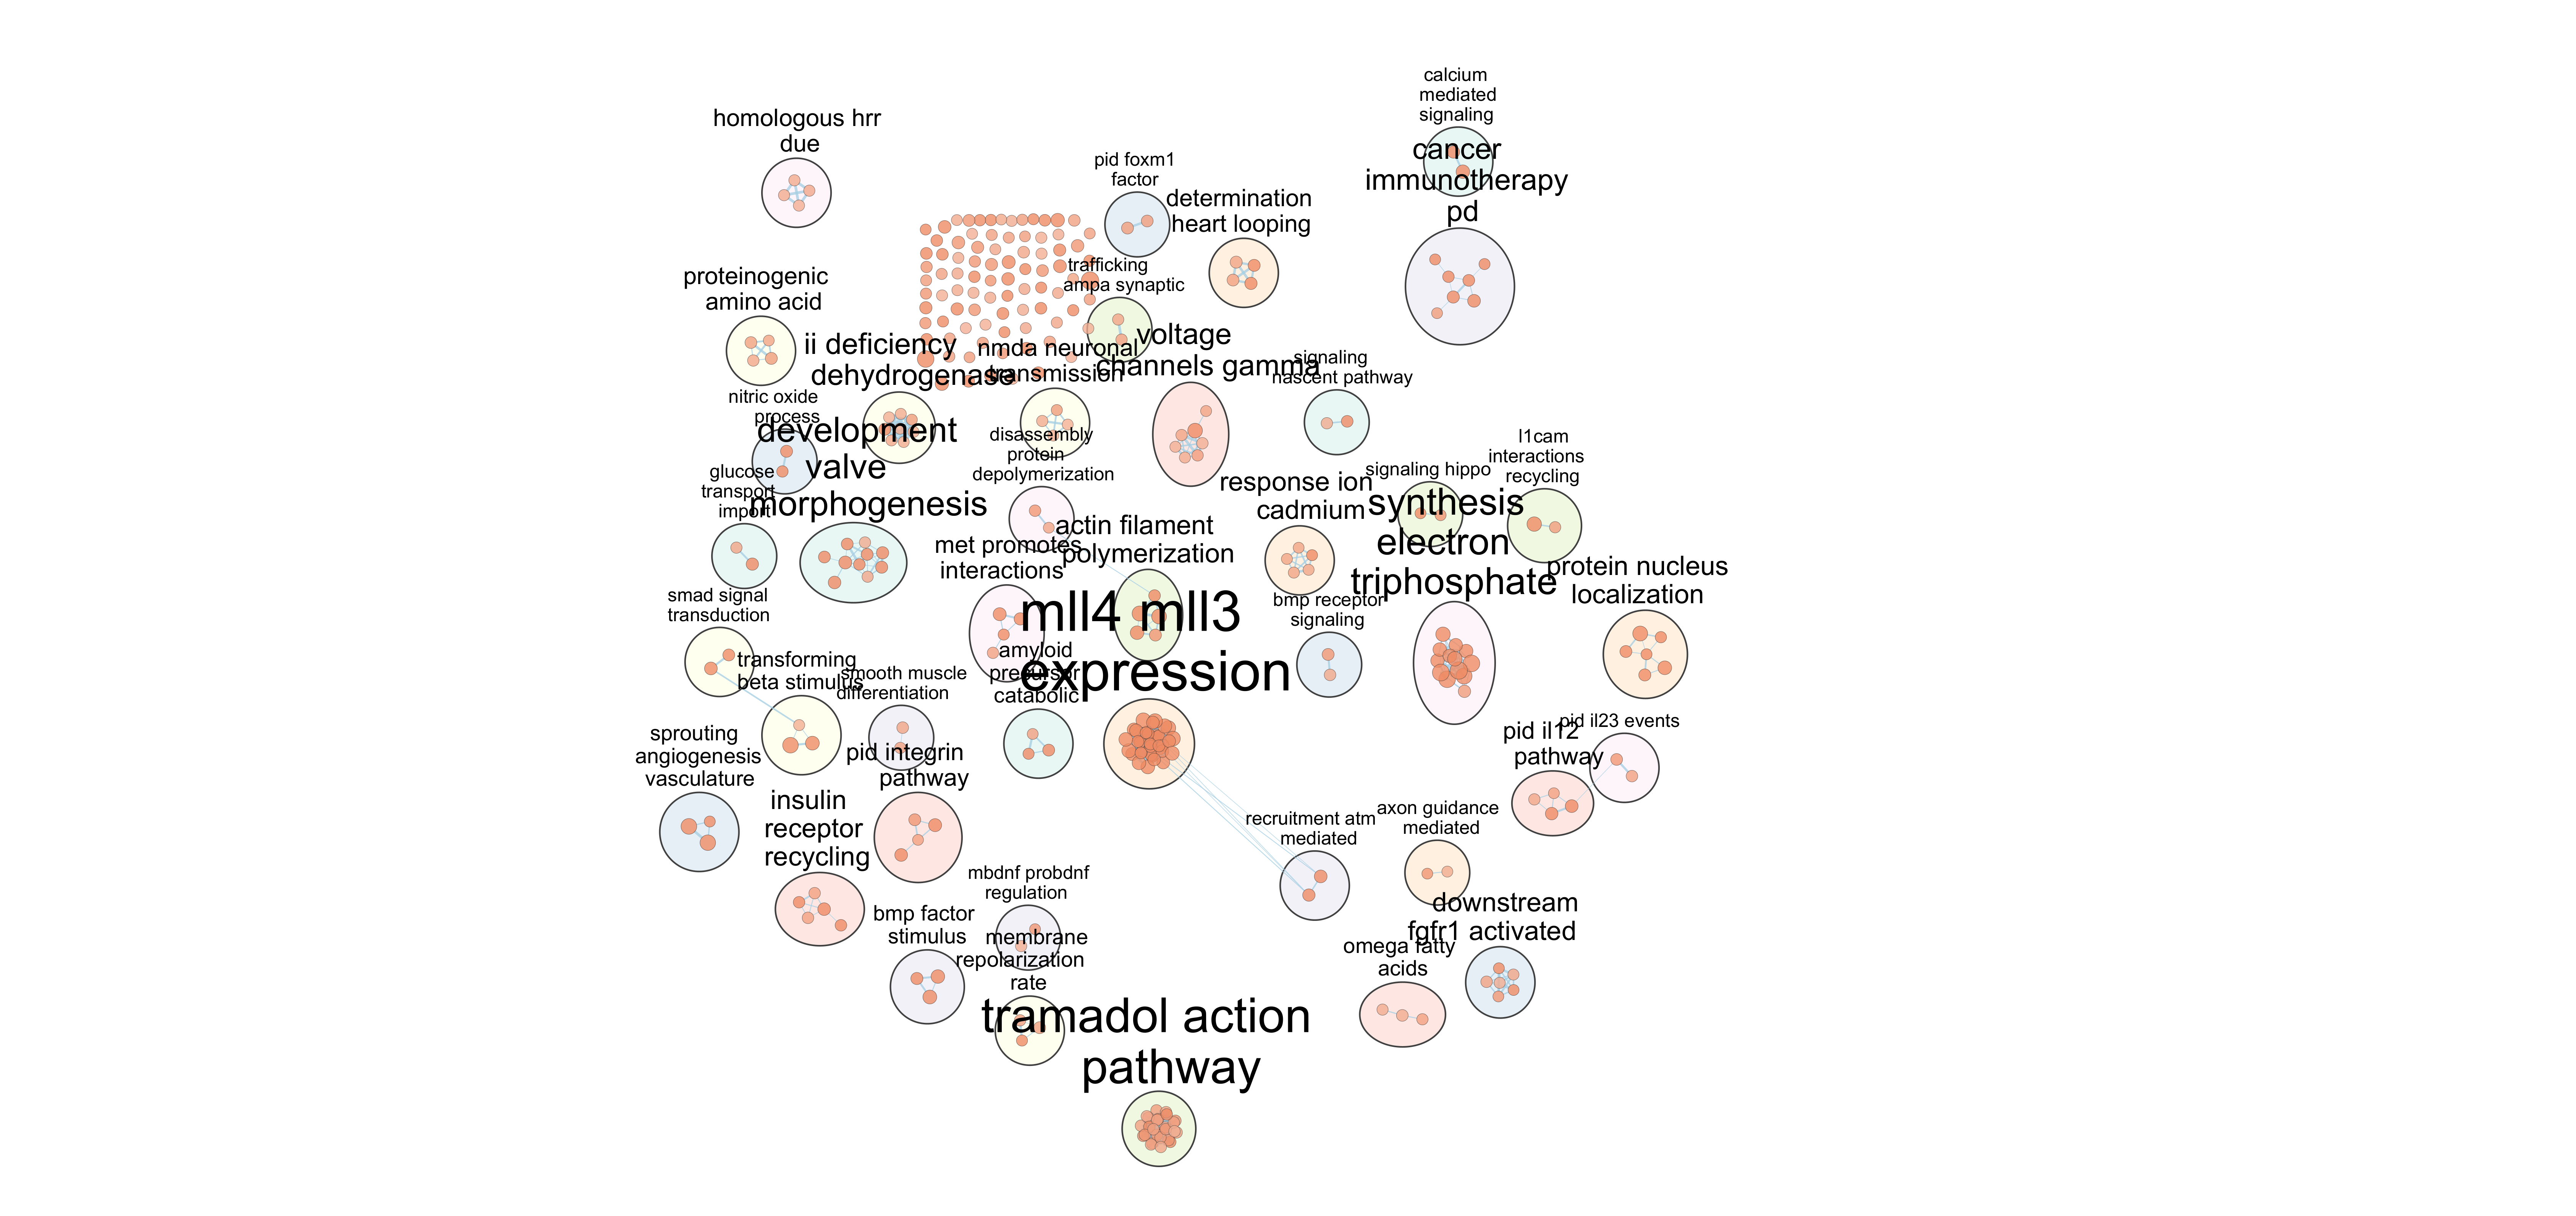 calcium
mediated
signaling
homologous hrr
due
cancer
immunotherapy
pd
pid foxm1
factor
determination
heart looping
trafficking
ampa synaptic
proteinogenic
amino acid
ii deficiency
dehydrogenase
nmda neuronal
transmission
voltage
channels gamma
signaling
nascent pathway
nitric oxide
process
development
valve
morphogenesis
disassembly
protein
depolymerization
l1cam
interactions
recycling
glucose
transport
import
signaling hippo
response ion
cadmium
synthesis
electron
triphosphate
actin filament
polymerization
met promotes
interactions
protein nucleus
localization
smad signal
transduction
mll4 mll3
expression
bmp receptor
signaling
transforming
beta stimulus
smooth muscle
differentiation
amyloid
precursor
catabolic
pid il12
pathway
pid il23 events
sprouting
angiogenesis
vasculature
pid integrin
pathway
insulin
receptor
recycling
recruitment atm
mediated
axon guidance
mediated
mbdnf probdnf
regulation
downstream
fgfr1 activated
bmp factor
stimulus
membrane
repolarization
rate
omega fatty
acids
tramadol action
pathway